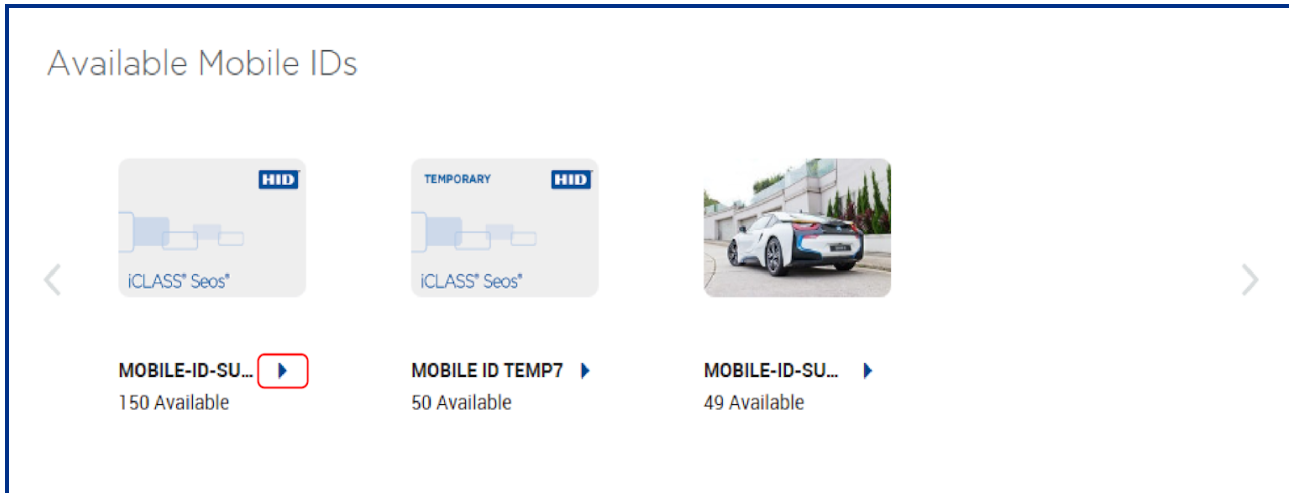 Available Mobile IDs
HID
iCLASS® Seos®
TEMPORARY HID
iCLASS® Seos®
MOBILE-ID-SU...
150 Available
MOBILE ID TEMP7
50 Available
MOBILE-ID-SU...
49 Available